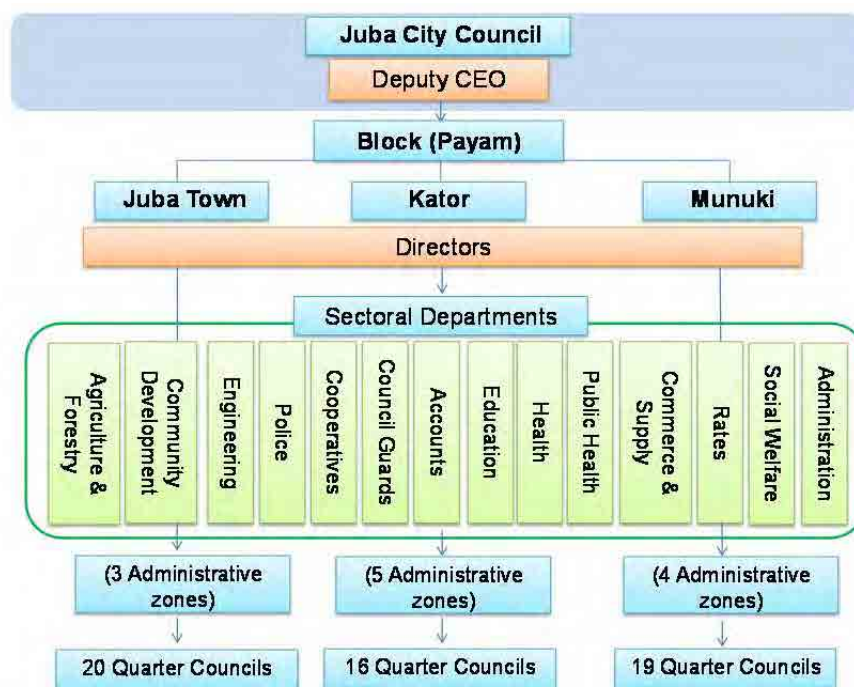 Juba City Council
Deputy CEO
Block (Payam)
Juba Town
Kator
Munuki
Directors
Sectoral Departments
Agriculture &
Forestry
Community
Development
Engineering
Police
Cooperatives
Council Guards
Accounts
Education
Health
Public Health
Commerce &
Supply
Rates
Social Welfare
Administration
(3 Administrative
zones)
(5 Administrative
zones)
(4 Administrative
zones)
20 Quarter Councils
16 Quarter Councils
19 Quarter Councils